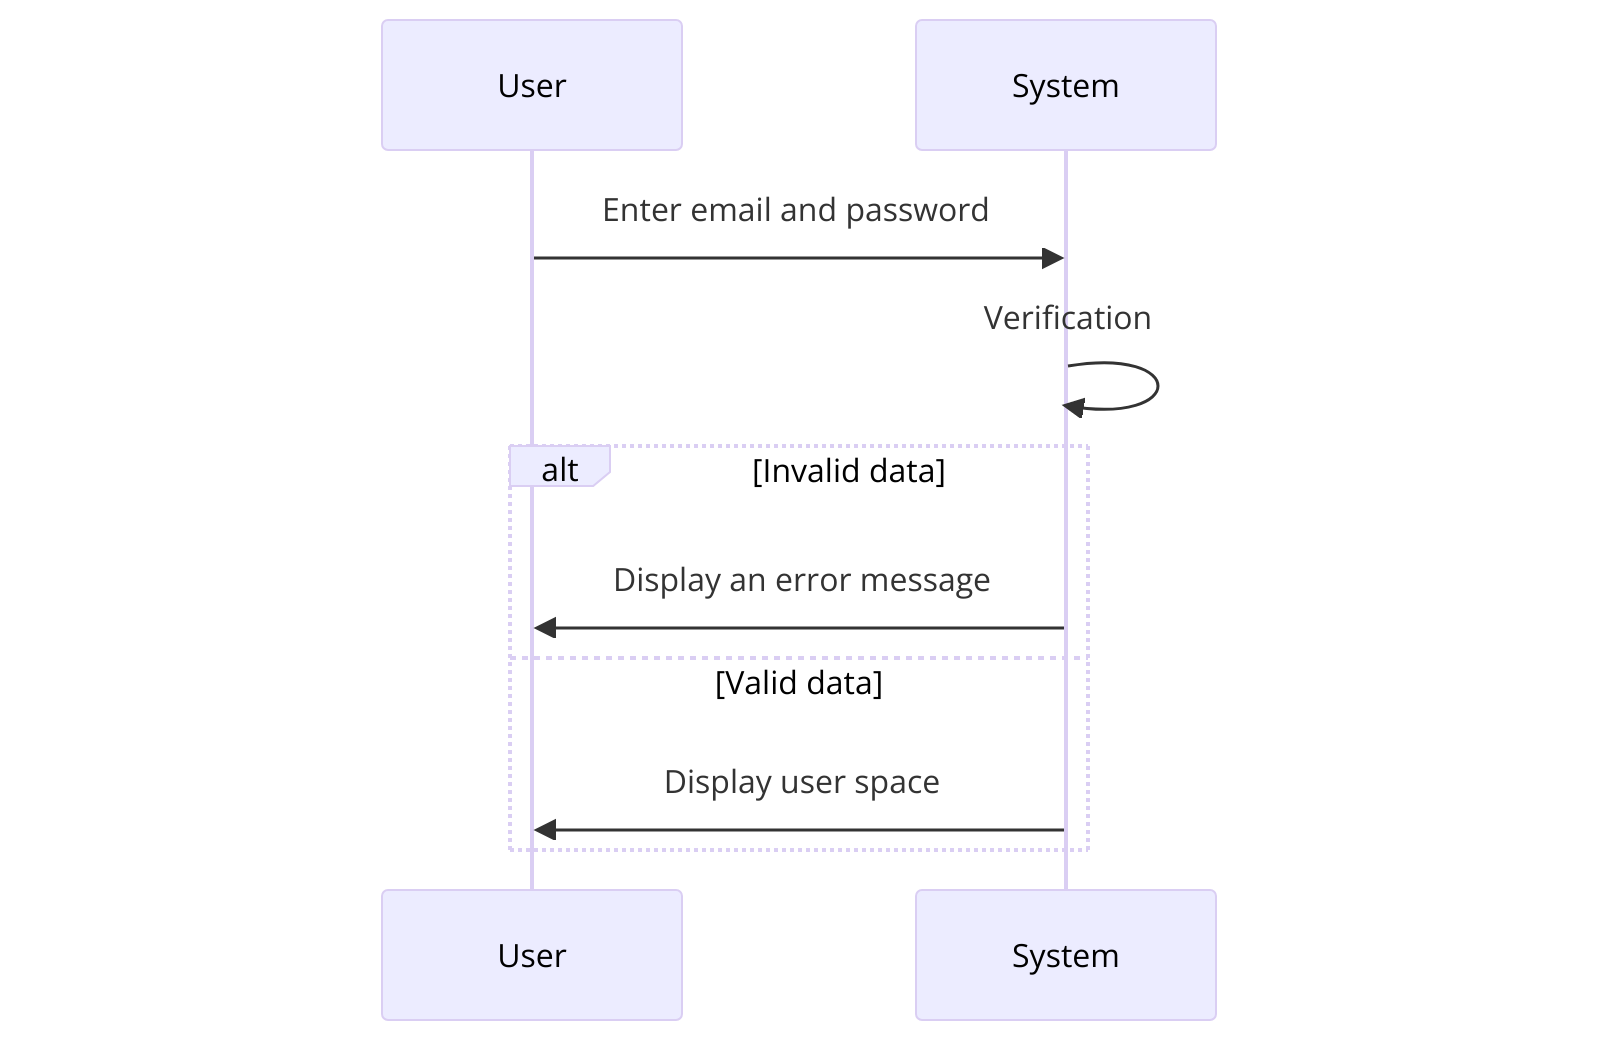 User
System
Enter email and password
Verification
alt
[Invalid data]
Display an error message
[Valid data]
Display user space
User
System